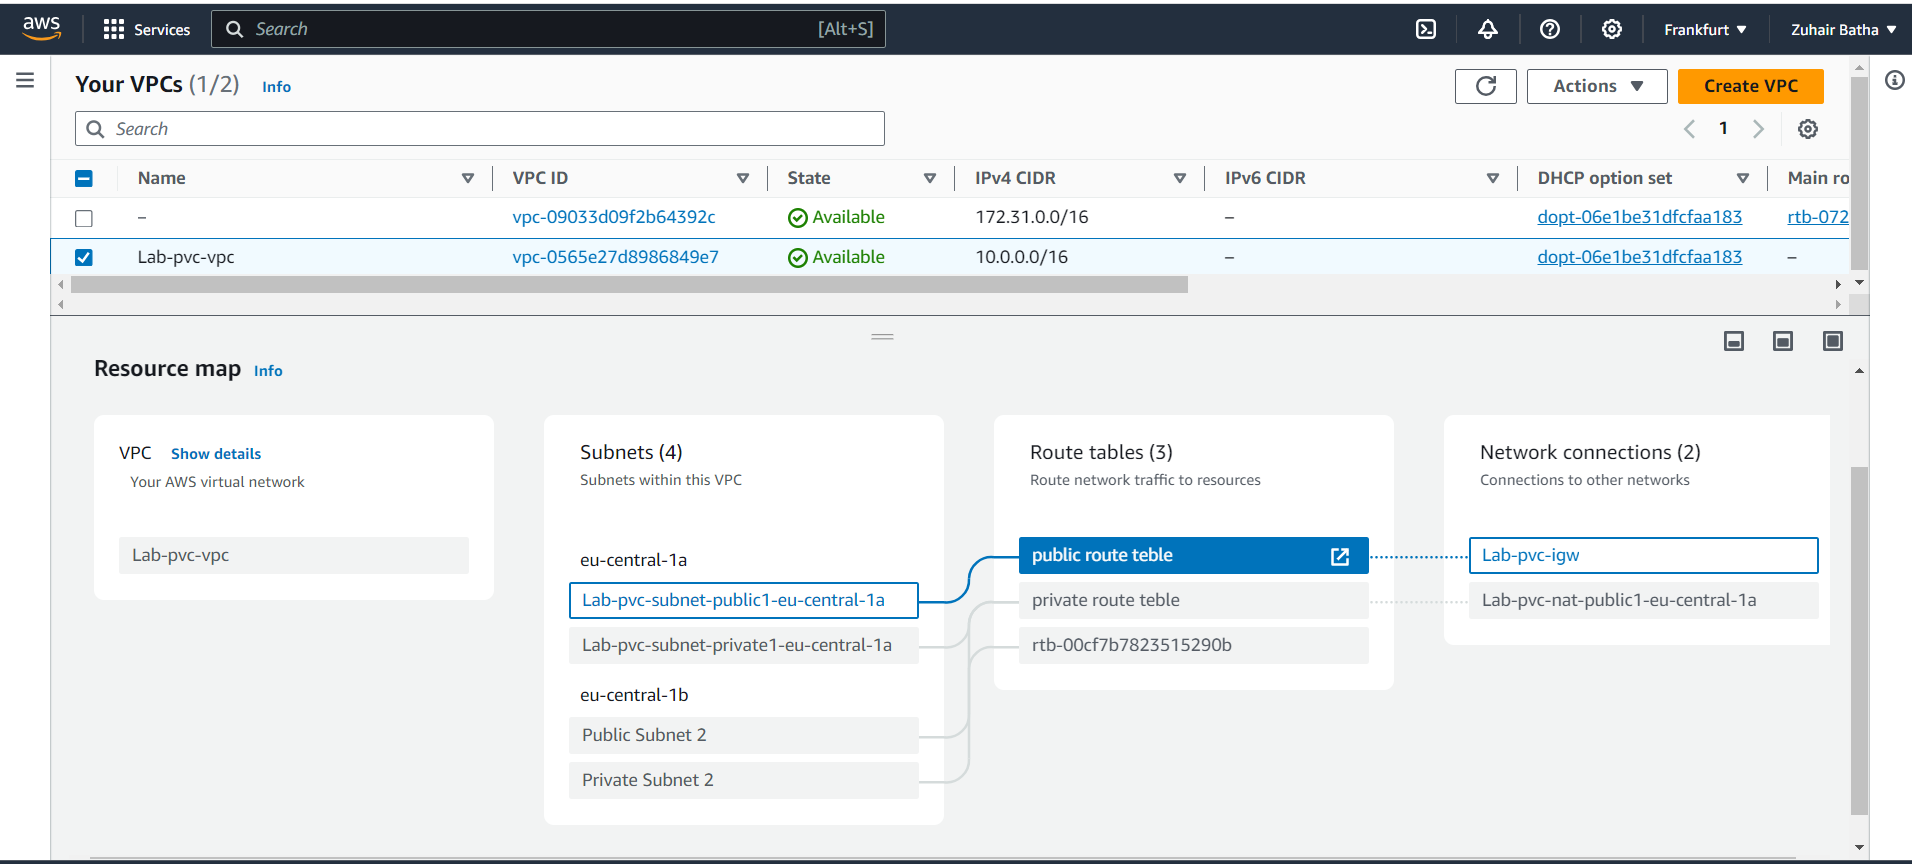 aws Services Search [Alt+S] Frankfurt Zuhair Batha
Your VPCs (1/2) Info Actions Create VPC
Search 1
Name VPC ID State IPv4 CIDR IPv6 CIDR DHCP option set Main ro
– vpc-09033d09f2b64392c Available 172.31.0.0/16 – dopt-06e1be31dfcfaa183 rtb-072
Lab-pvc-vpc vpc-0565e27d8986849e7 Available 10.0.0.0/16 – dopt-06e1be31dfcfaa183 –
Resource map Info
VPC Show details
Your AWS virtual network
Lab-pvc-vpc
Subnets (4)
Subnets within this VPC
eu-central-1a
Lab-pvc-subnet-public1-eu-central-1a
Lab-pvc-subnet-private1-eu-central-1a
eu-central-1b
Public Subnet 2
Private Subnet 2
Route tables (3)
Route network traffic to resources
public route teble
private route teble
rtb-00cf7b7823515290b
Network connections (2)
Connections to other networks
Lab-pvc-igw
Lab-pvc-nat-public1-eu-central-1a